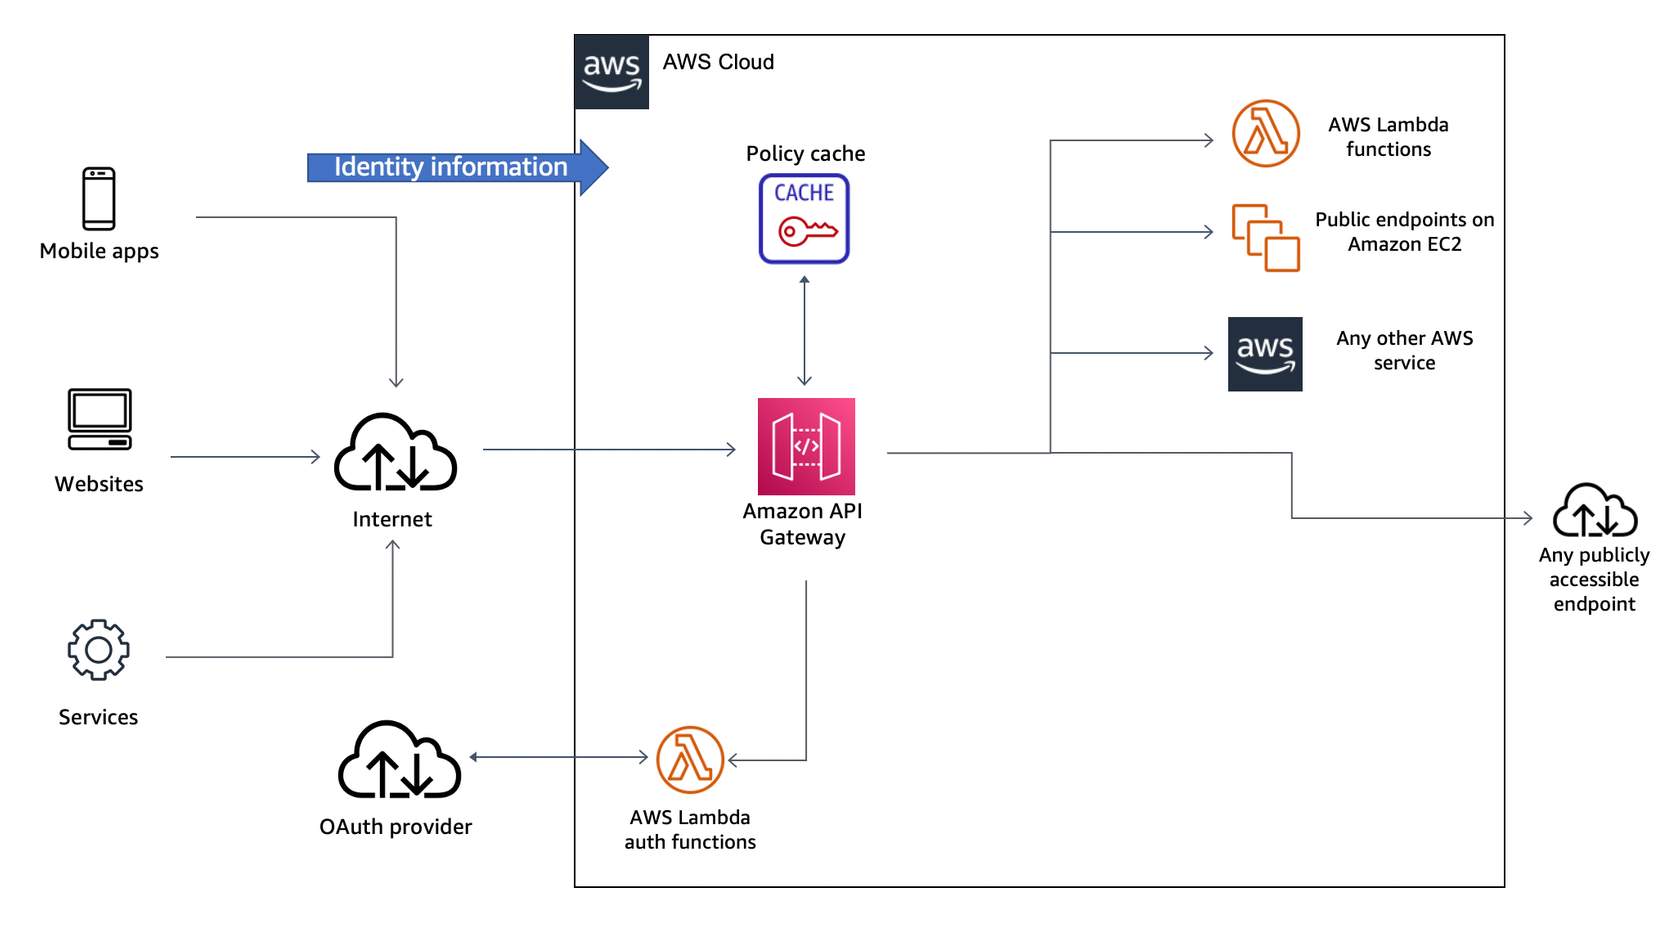 aws
AWS Cloud
Identity information
Policy cache
CACHE
AWS Lambda
functions
Public endpoints on
Amazon EC2
aws
Any other AWS
service
Mobile apps
Websites
Internet
</>
Amazon API
Gateway
Any publicly
accessible
endpoint
Services
OAuth provider
AWS Lambda
auth functions